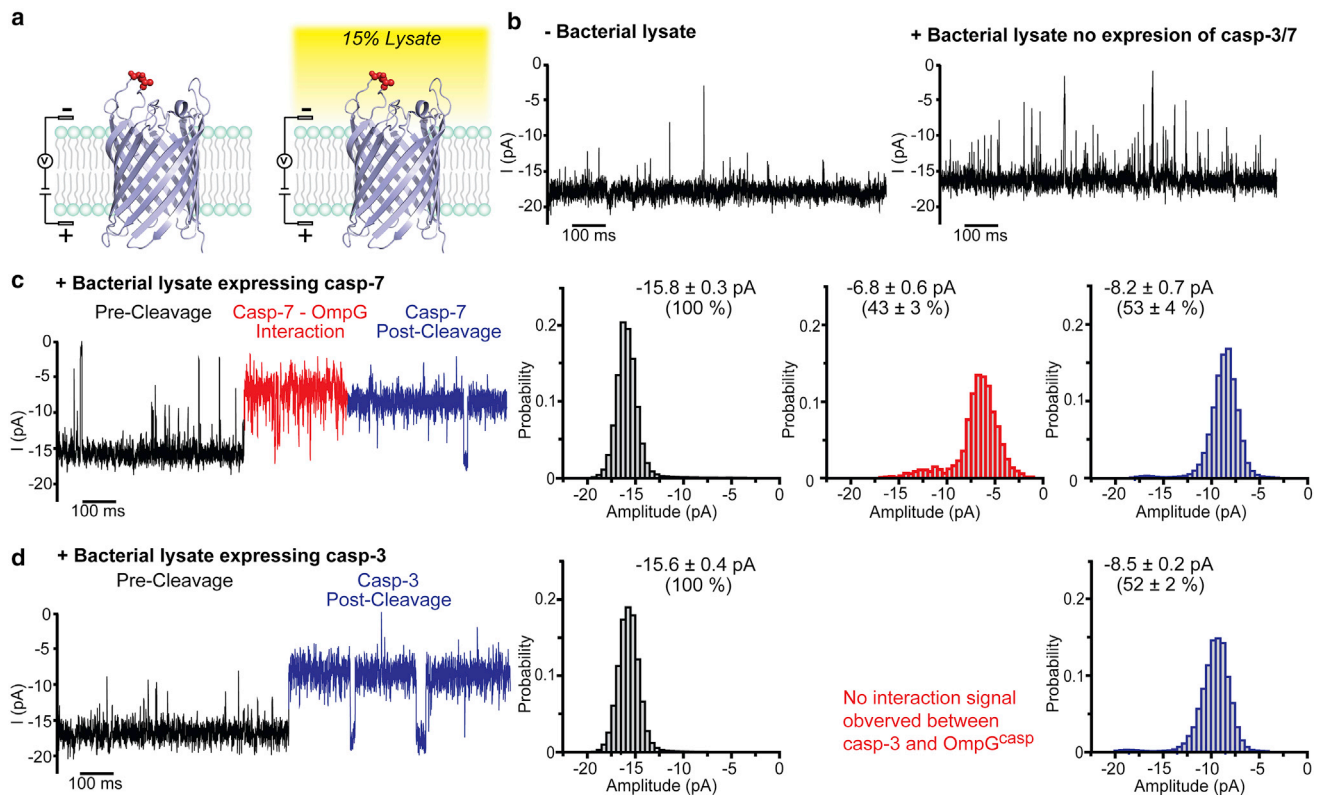 a
15% Lysate
-
V
+
-
V
+
b
- Bacterial lysate
0
-5
-10
-15
-20
I (pA)
100 ms
+ Bacterial lysate no expresion of casp-3/7
0
-5
-10
-15
-20
I (pA)
100 ms
c
+ Bacterial lysate expressing casp-7
Pre-Cleavage
Casp-7 - OmpG
Interaction
Casp-7
Post-Cleavage
0
-5
-10
-15
-20
I (pA)
100 ms
-15.8 ± 0.3 pA
(100 %)
0.2
0.1
0
Probability
-20 -15 -10 -5 0
Amplitude (pA)
-6.8 ± 0.6 pA
(43 ± 3 %)
0.2
0.1
0
Probability
-20 -15 -10 -5 0
Amplitude (pA)
-8.2 ± 0.7 pA
(53 ± 4 %)
0.2
0.1
0
Probability
-20 -15 -10 -5 0
Amplitude (pA)
d
+ Bacterial lysate expressing casp-3
Pre-Cleavage
Casp-3
Post-Cleavage
0
-5
-10
-15
-20
I (pA)
100 ms
-15.6 ± 0.4 pA
(100 %)
0.2
0.1
0
Probability
-20 -15 -10 -5 0
Amplitude (pA)
No interaction signal
obverved between
casp-3 and OmpGcasp
-8.5 ± 0.2 pA
(52 ± 2 %)
0.2
0.1
0
Probability
-20 -15 -10 -5 0
Amplitude (pA)